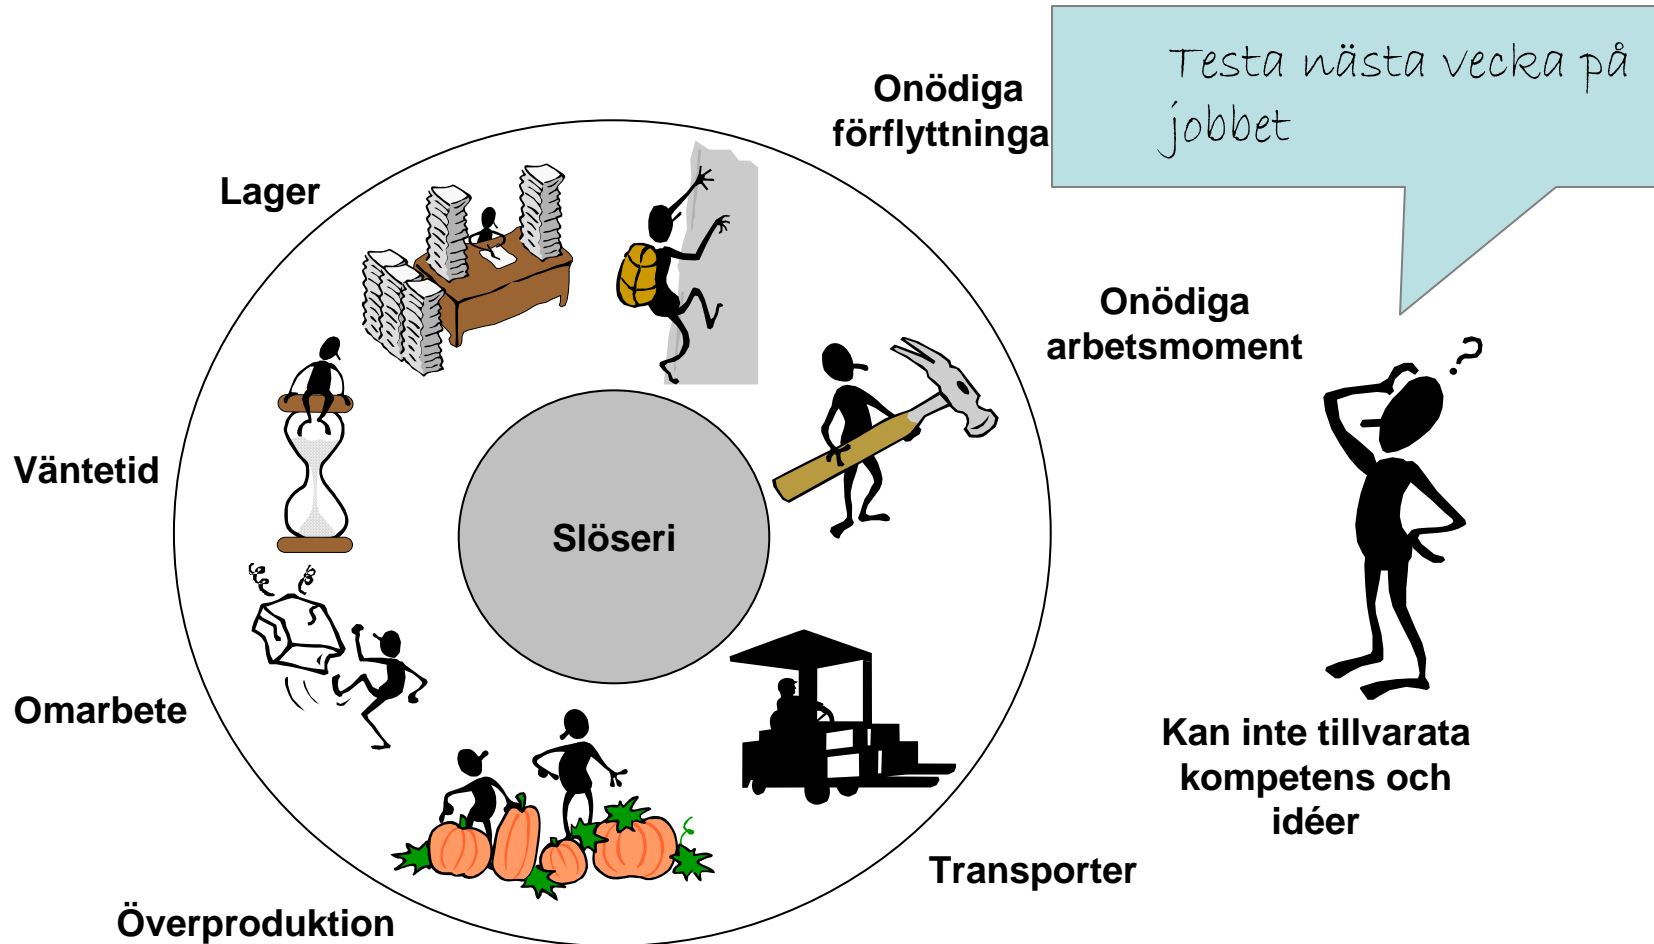 Testa nästa vecka på
jobbet
Onödiga
förflyttninga
Lager
Onödiga
arbetsmoment
?
Väntetid
Slöseri
Omarbete
Kan inte tillvarata
kompetens och
idéer
Transporter
Överproduktion